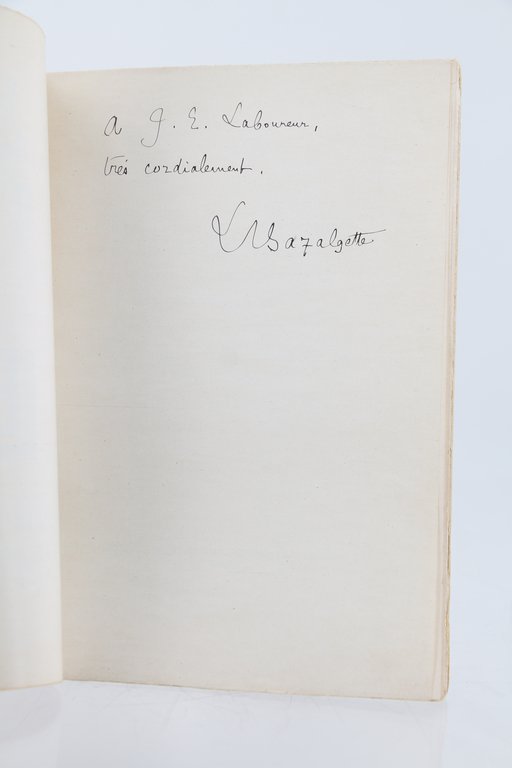 A J. E. Laboureur,
très cordialement.
L Bazalgette